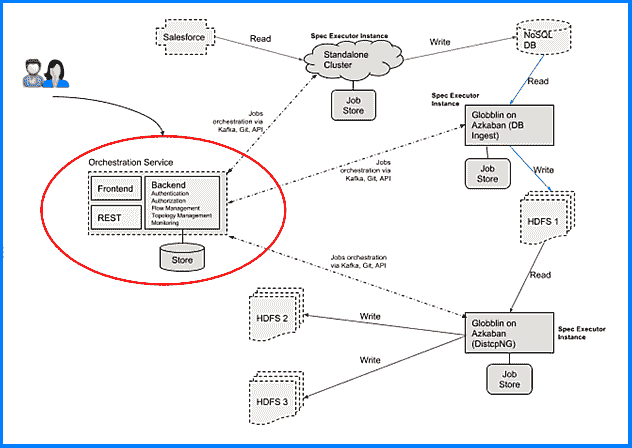 Salesforce
Read
Spec Executor Instance
Standalone
Cluster
Job
Store
Write
NoSQL
DB
Read
Spec Executor
Instance
Globblin on
Azkaban (DB
Ingest)
Job
Store
Write
HDFS 1
Read
Jobs
orchestration via
Kafka, Git, API
Jobs
orchestration
via Kafka, Git, API
Orchestration Service
Frontend
REST
Backend
Authentication
Authorization
Flow Management
Topology Management
Monitoring
Store
Jobs orchestration
via Kafka, Git, API
Globblin on
Azkaban
(DistcpNG)
Spec Executor
Instance
Job
Store
Write
HDFS 2
Write
HDFS 3